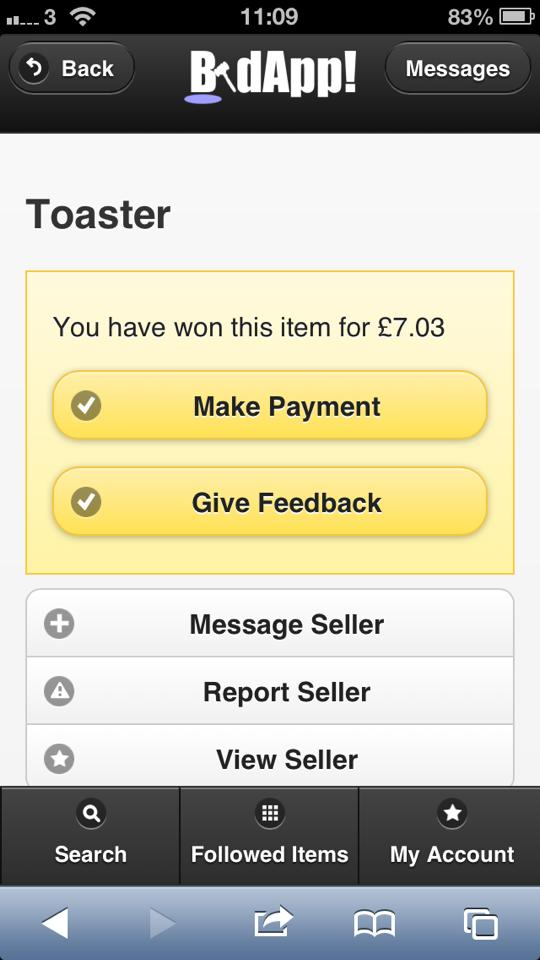 3 11:09 83%
Back BidApp! Messages
Toaster
You have won this item for £7.03
Make Payment
Give Feedback
Message Seller
Report Seller
View Seller
Search Followed Items My Account